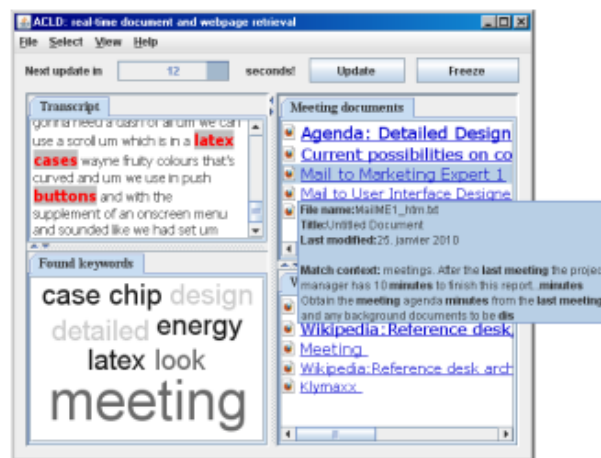 ACLD: real-time document and webpage retrieval
File Select View Help
Next update in 12 seconds! Update Freeze
Transcript
gonna need a dash of all um we can
use a scroll um which is in a latex
cases wayne fruity colours that's
curved and um we use in push
buttons and with the
supplement of an onscreen menu
and sounded like we had set um
Found keywords
case chip design
detailed energy
latex look
meeting
Meeting documents
Agenda: Detailed Design
Current possibilities on co
Mail to Marketing Expert 1
Mail to User Interface Designe
File name:MailME1_htm.txt
Title:Untitled Document
Last modified:25. janvier 2010
Match context: meetings. After the last meeting the projec
manager has 10 minutes to finish this report...minutes
Obtain the meeting agenda minutes from the last meeting
and any background documents to be dis
Wikipedia:Reference desk
Meeting
Wikipedia:Reference desk arch
Klymaxx